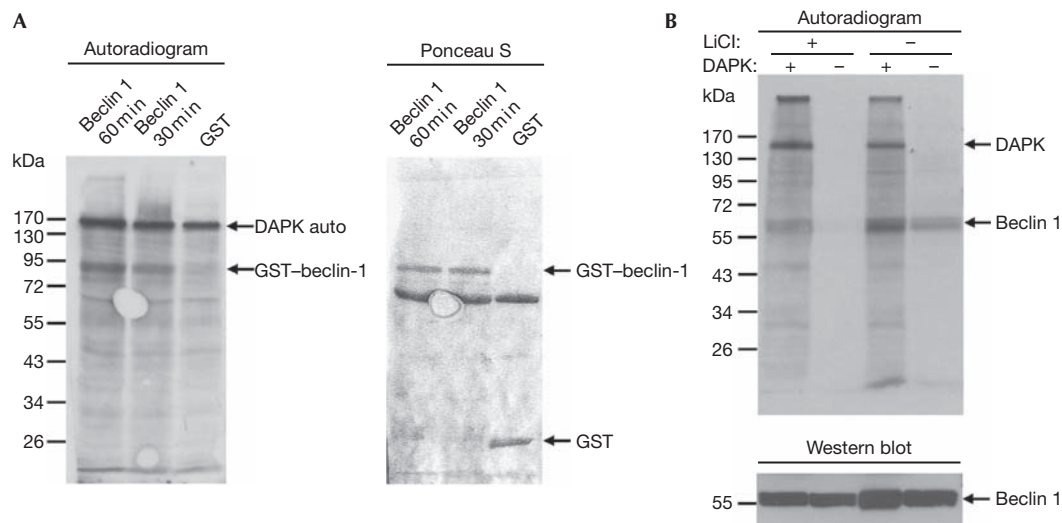 A
Autoradiogram
Beclin 1
60 min
Beclin 1
30 min
GST
kDa
170
130
95
72
55
43
34
26
DAPK auto
GST–beclin-1
Ponceau S
Beclin 1
60 min
Beclin 1
30 min
GST
GST–beclin-1
GST
B
Autoradiogram
LiCl: + –
DAPK: + – + –
kDa
170
130
95
72
55
43
34
26
DAPK
Beclin 1
Western blot
55
Beclin 1